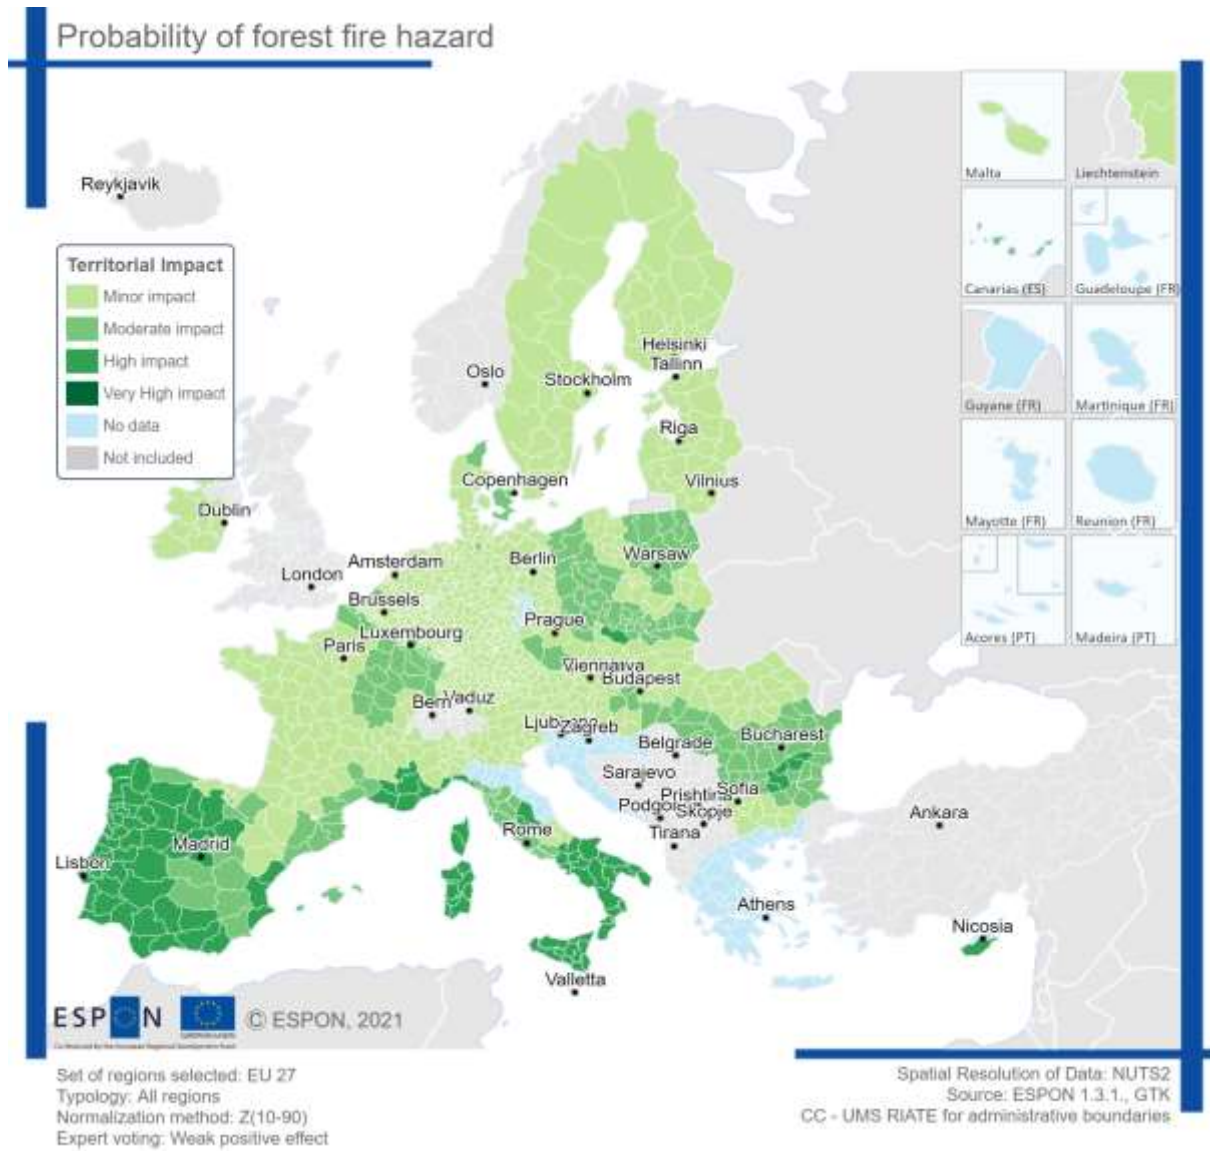 Probability of forest fire hazard
Reykjavik
Territorial Impact
Minor impact
Moderate impact
High impact
Very High impact
No data
Not included
Malta
Liechtenstein
Canarias (ES)
Guadeloupe (FR)
Guyane (FR)
Martinique (FR)
Mayotte (FR)
Reunion (FR)
Acores (PT)
Madeira (PT)
Helsinki
Tallinn
Oslo
Stockholm
Riga
Copenhagen
Vilnius
Dublin
Amsterdam
Berlin
Warsaw
London
Brussels
Prague
Luxembourg
Paris
Vienna
Budapest
Bern
Vaduz
Zagreb
Bucharest
Belgrade
Sarajevo
Sofia
Skopje
Tirana
Ankara
Rome
Madrid
Lisbon
Athens
Nicosia
Valletta
ESPON
© ESPON, 2021
Set of regions selected: EU 27
Typology: All regions
Normalization method: Z(10-90)
Expert voting: Weak positive effect
Spatial Resolution of Data: NUTS2
Source: ESPON 1.3.1., GTK
CC - UMS RIATE for administrative boundaries